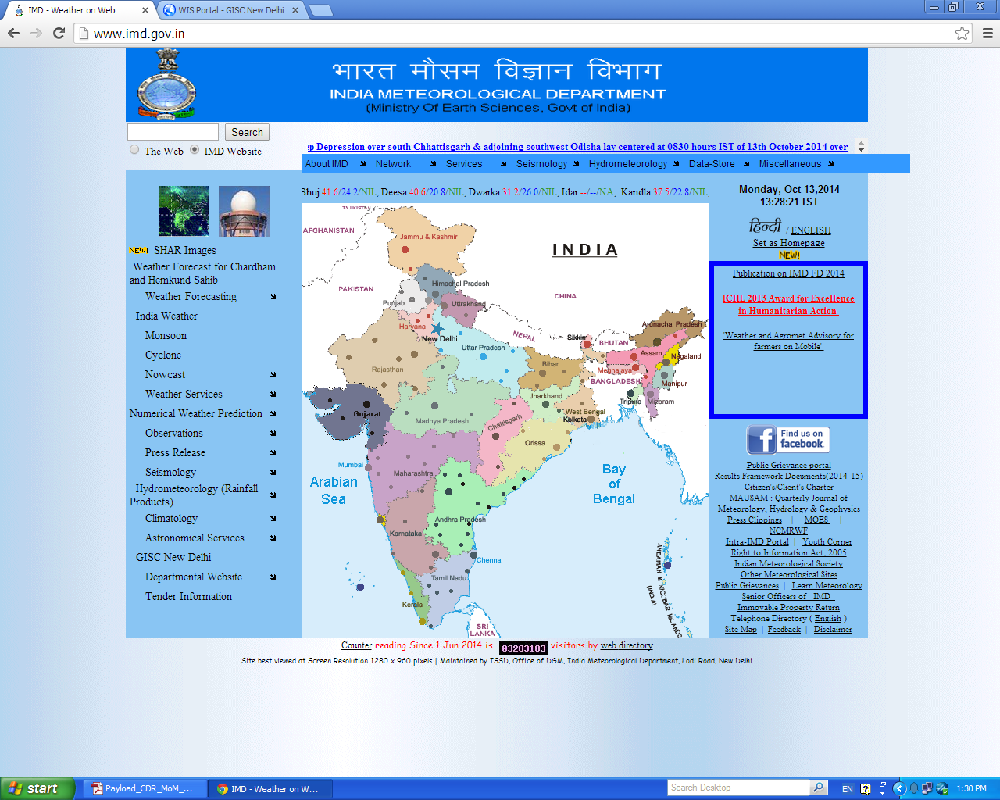 IMD - Weather on Web
WIS Portal - GISC New Delhi
www.imd.gov.in
भारत मौसम विज्ञान विभाग
INDIA METEOROLOGICAL DEPARTMENT
(Ministry Of Earth Sciences, Govt of India)
Search
The Web IMD Website
ep Depression over south Chhattisgarh & adjoining southwest Odisha lay centered at 0830 hours IST of 13th October 2014 over
About IMD Network Services Seismology Hydrometeorology Data-Store Miscellaneous
Bhuj 41.6/24.2/NIL, Deesa 40.6/20.8/NIL, Dwarka 31.2/26.0/NIL, Idar --/--/NA, Kandla 37.5/22.8/NIL,
SHAR Images
Weather Forecast for Chardham
and Hemkund Sahib
Weather Forecasting
India Weather
Monsoon
Cyclone
Nowcast
Weather Services
Numerical Weather Prediction
Observations
Press Release
Seismology
Hydrometeorology (Rainfall
Products)
Climatology
Astronomical Services
GISC New Delhi
Departmental Website
Tender Information
TAJIKISTAN
AFGHANISTAN
Jammu & Kashmir
INDIA
Himachal Pradesh
PAKISTAN
CHINA
Punjab
Uttrakhand
Haryana
New Delhi
NEPAL
Sikkim
Arunachal Pradesh
BHUTAN
Uttar Pradesh
Assam
Nagaland
Rajasthan
Bihar
Meghalaya
BANGLADESH
Manipur
Jharkhand
Tripura
Mizoram
Gujarat
West Bengal
Kolkata
Madhya Pradesh
Chattisgarh
Orissa
Mumbai
Maharashtra
Arabian
Sea
Bay
of
Bengal
Andhra Pradesh
Karnataka
Chennai
Tamil Nadu
Kerala
SRI
LANKA
ANDAMAN & NICUBAR ISLANDS
(INDIA)
Monday, Oct 13,2014
13:28:21 IST
हिन्दी / ENGLISH
Set as Homepage
NEW!
Publication on IMD FD 2014
ICHL 2013 Award for Excellence
in Humanitarian Action
'Weather and Agromet Advisory for
farmers on Mobile'
Find us on
facebook.
Public Grievance portal
Results Framework Documents(2014-15)
Citizen's/Client's Charter
MAUSAM : Quarterly Journal of
Meteorology, Hydrology & Geophysics
Press Clippings | MOES |
NCMRWF
Intra-IMD Portal | Youth Corner
Right to Information Act, 2005
Indian Meteorological Society
Other Meteorological Sites
Public Grievances | Learn Meteorology
Senior Officers of IMD
Immovable Property Return
Telephone Directory ( English )
Site Map | Feedback | Disclaimer
Counter reading Since 1 Jun 2014 is 03283183 visitors by web directory
Site best viewed at Screen Resolution 1280 x 960 pixels | Maintained by ISSD, Office of DGM, India Meteorological Department, Lodi Road, New Delhi
start
Payload_CDR_MoM_...
IMD - Weather on W...
Search Desktop
EN
1:30 PM